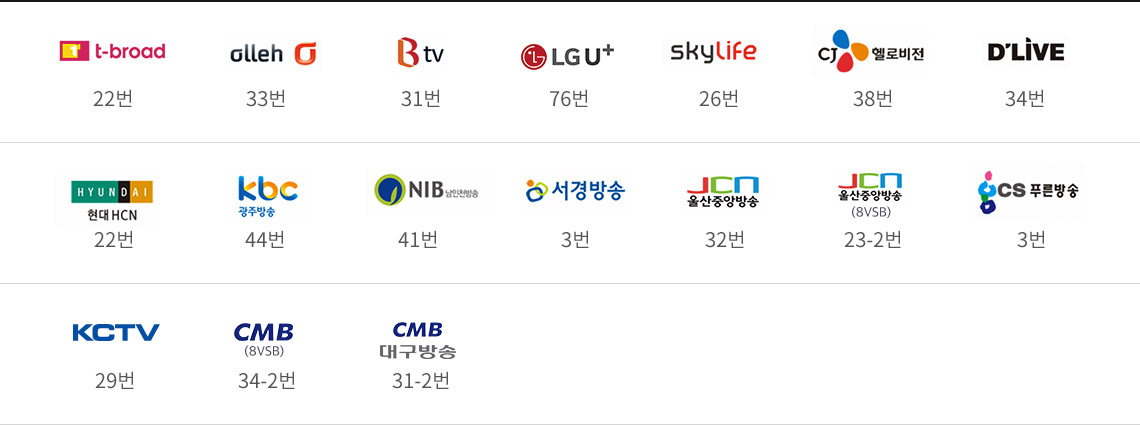 t-broad olleh B tv LG U+ skylife CJ 헬로비전 D'LIVE
22번 33번 31번 76번 26번 38번 34번
HYUNDAI 현대HCN kbc 광주방송 NIB 남인천방송 서경방송 JCN 울산중앙방송 JCN 울산중앙방송 (8VSB) CS 푸른방송
22번 44번 41번 3번 32번 23-2번 3번
KCTV CMB (8VSB) CMB 대구방송
29번 34-2번 31-2번